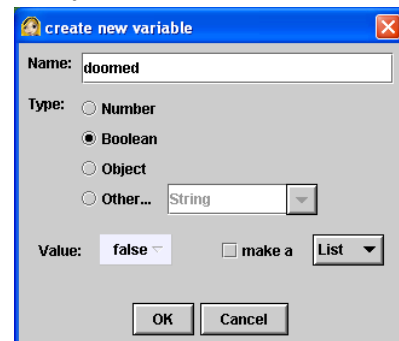 create new variable
Name: doomed
Type: Number
Boolean
Object
Other... String
Value: false make a List
OK Cancel